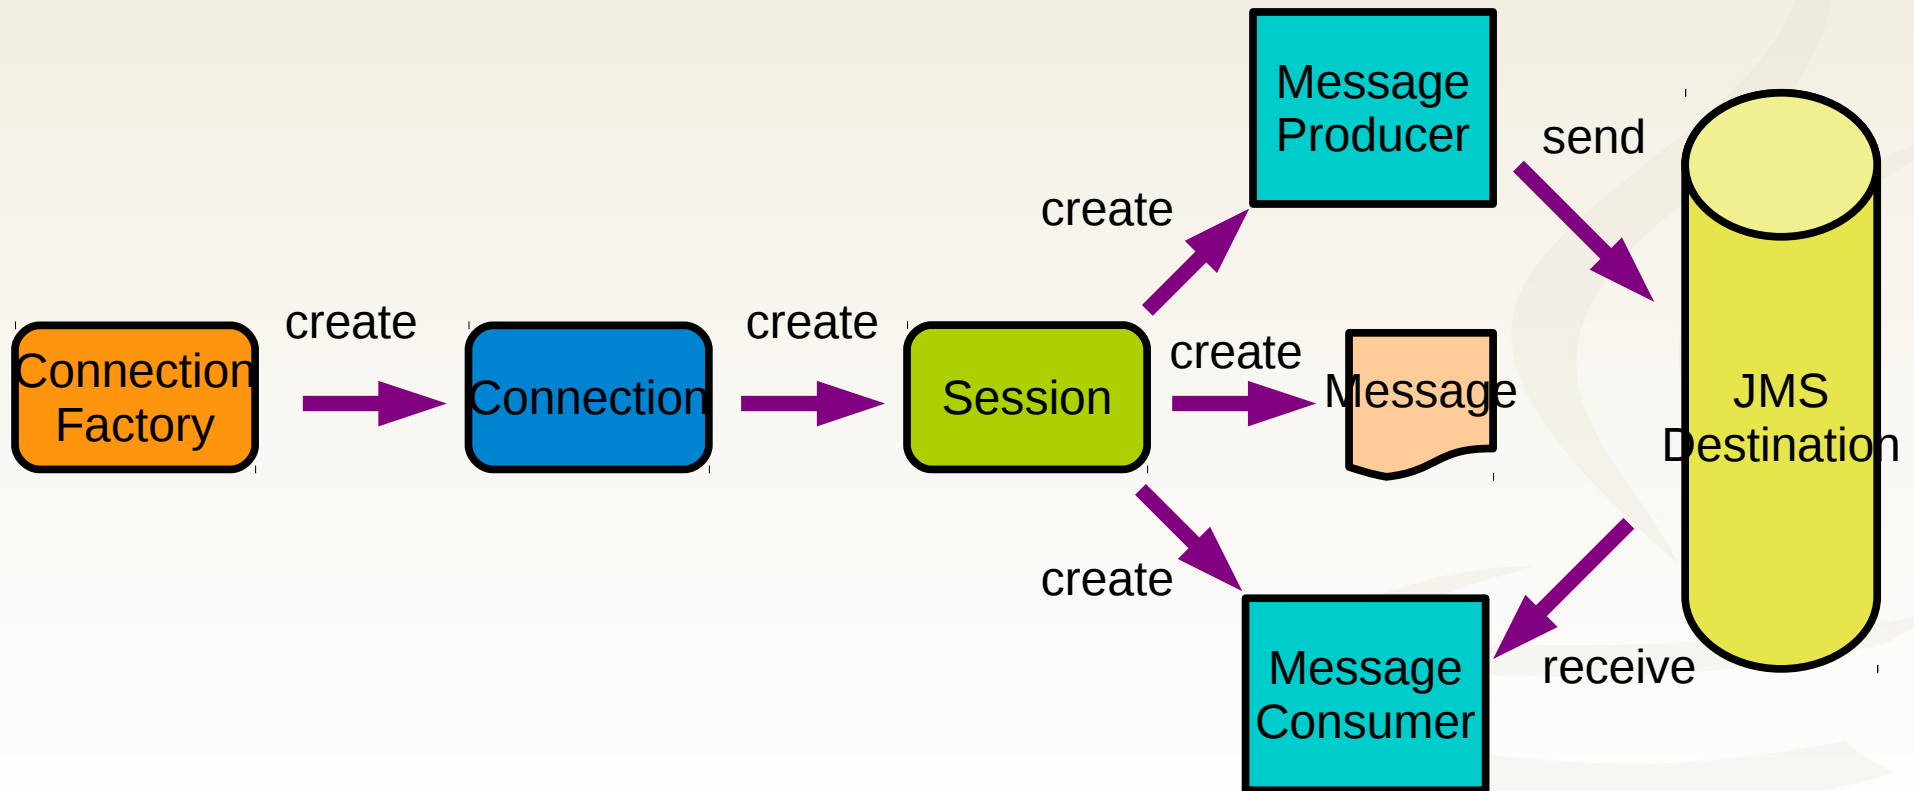 Connection
Factory
create
Connection
create
Session
create
Message
Producer
send
create
Message
create
Message
Consumer
receive
JMS
Destination